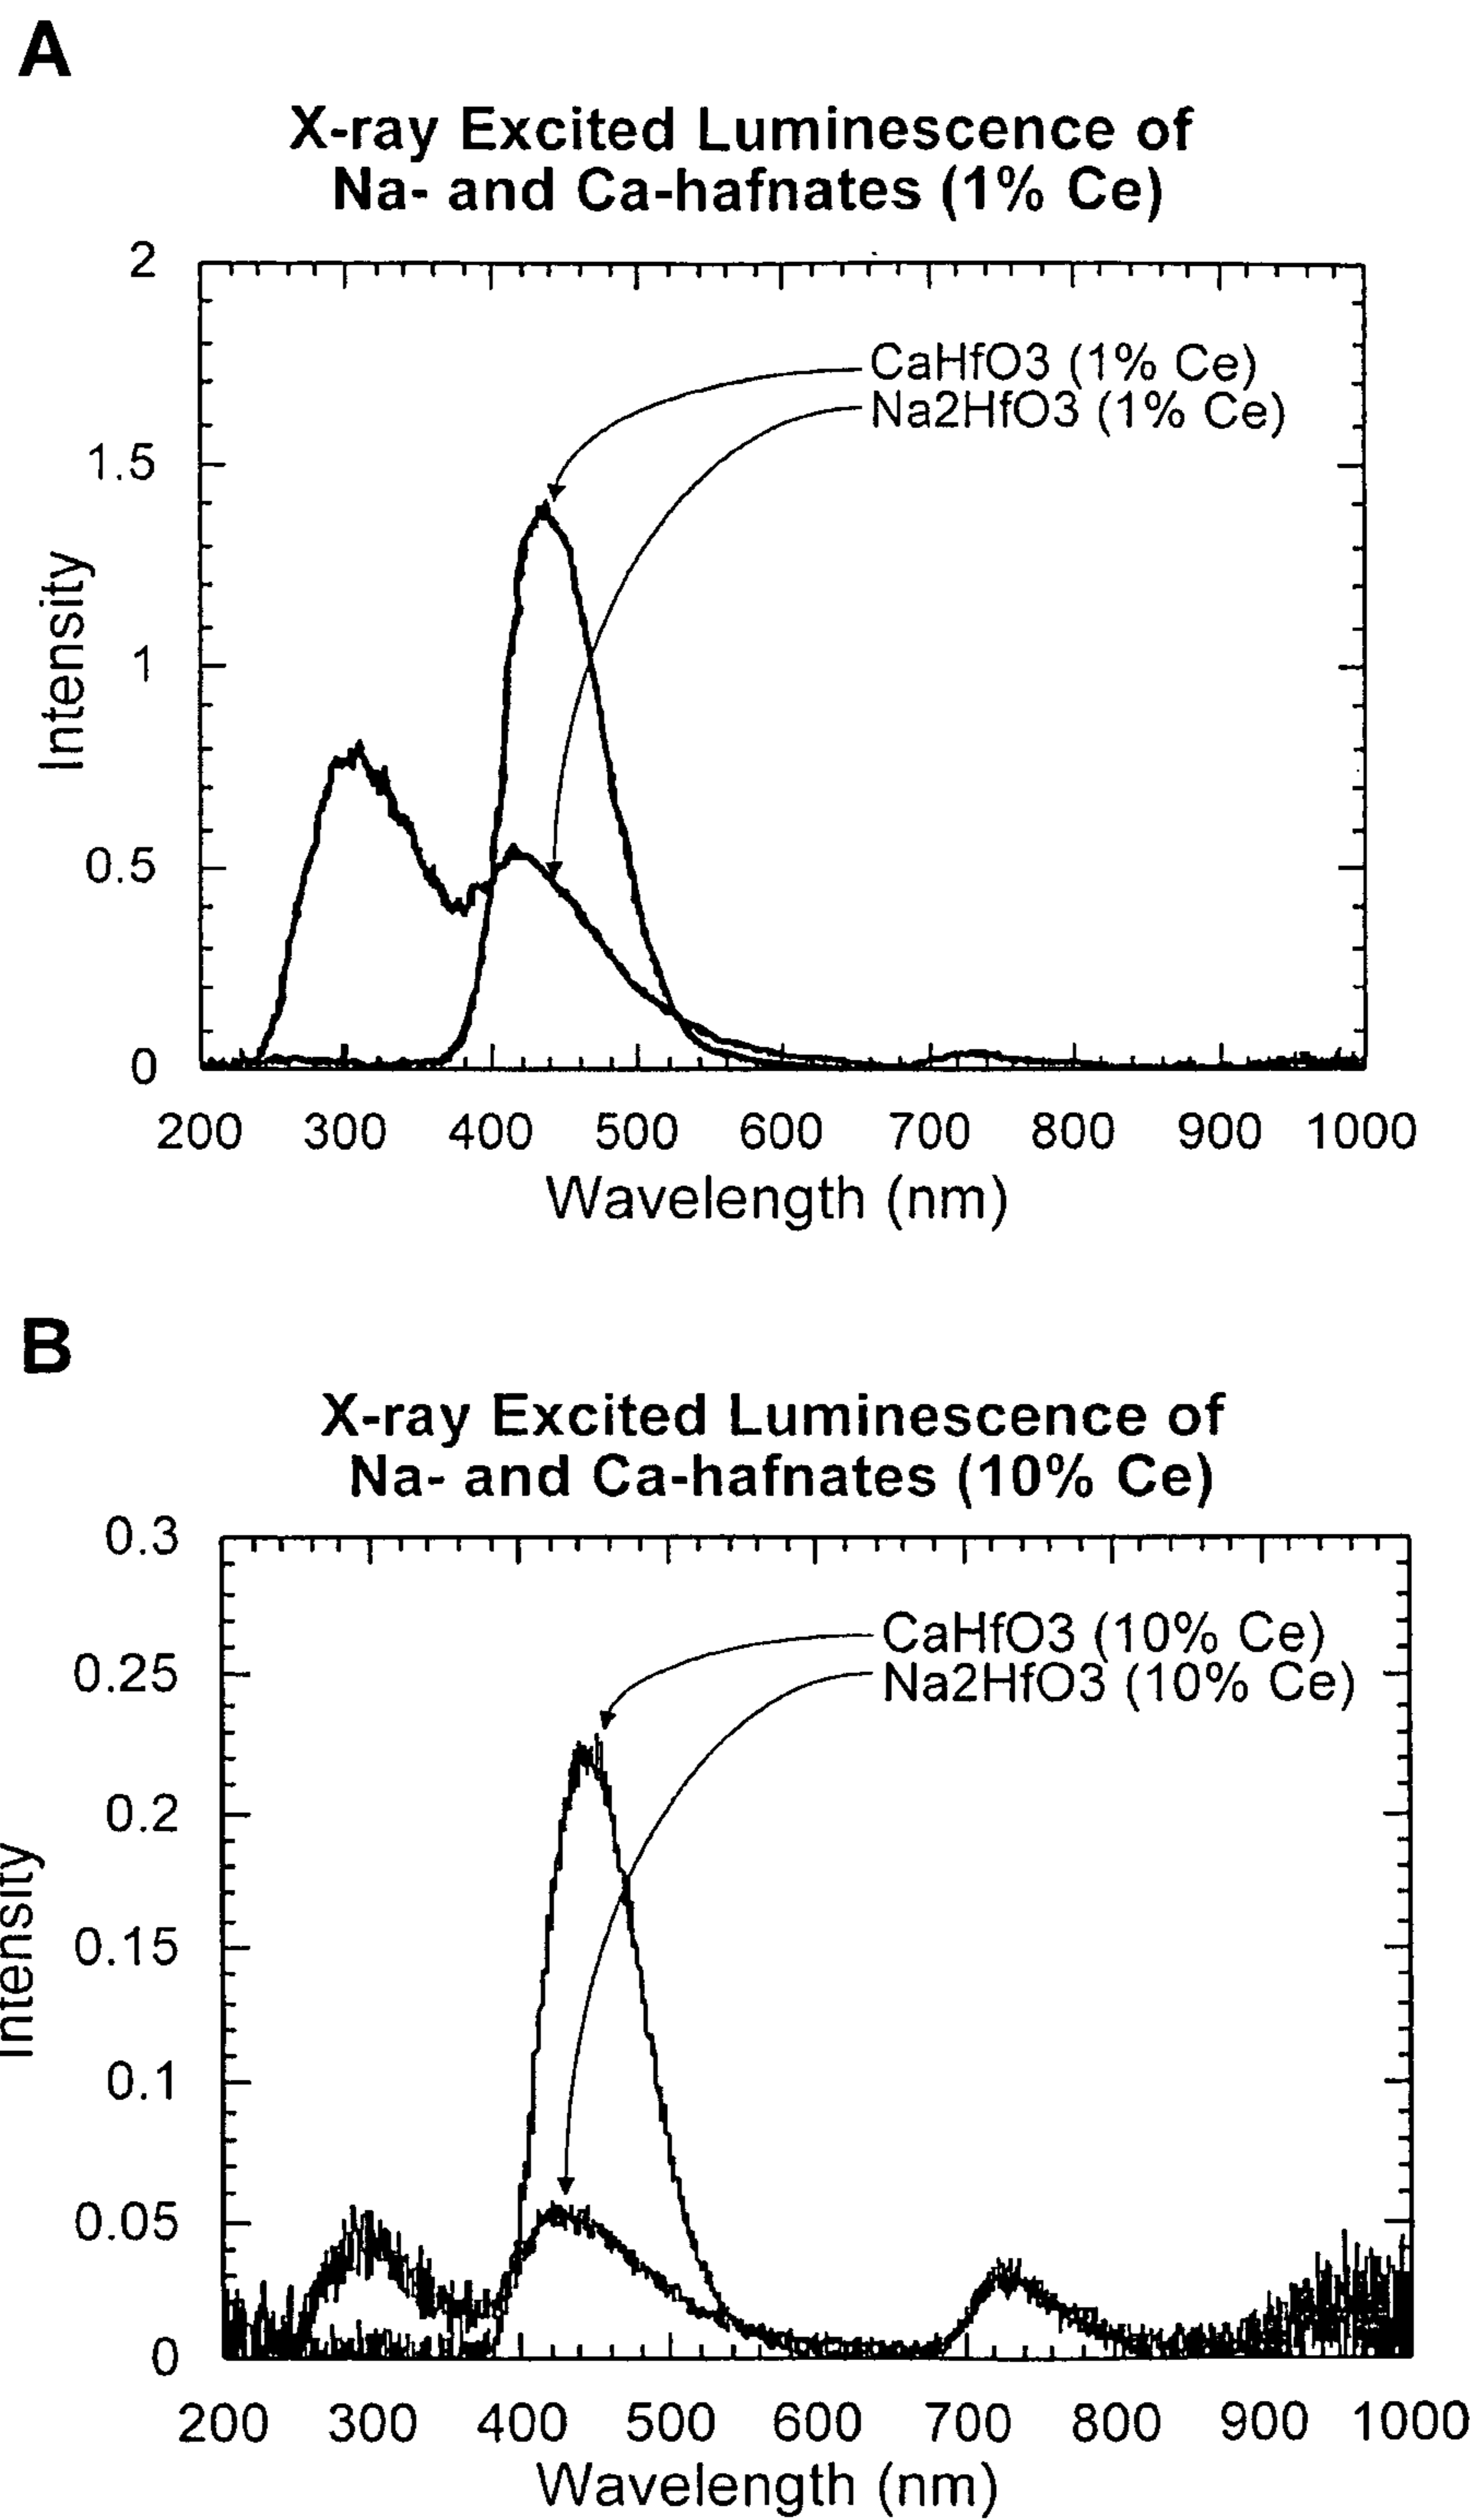 A
X-ray Excited Luminescence of
Na- and Ca-hafnates (1% Ce)
2
CaHfO3 (1% Ce)
Na2HfO3 (1% Ce)
1.5
Intensity
1
0.5
0
200 300 400 500 600 700 800 900 1000
Wavelength (nm)
B
X-ray Excited Luminescence of
Na- and Ca-hafnates (10% Ce)
0.3
CaHfO3 (10% Ce)
0.25
Na2HfO3 (10% Ce)
0.2
Intensity
0.15
0.1
0.05
0
200 300 400 500 600 700 800 900 1000
Wavelength (nm)